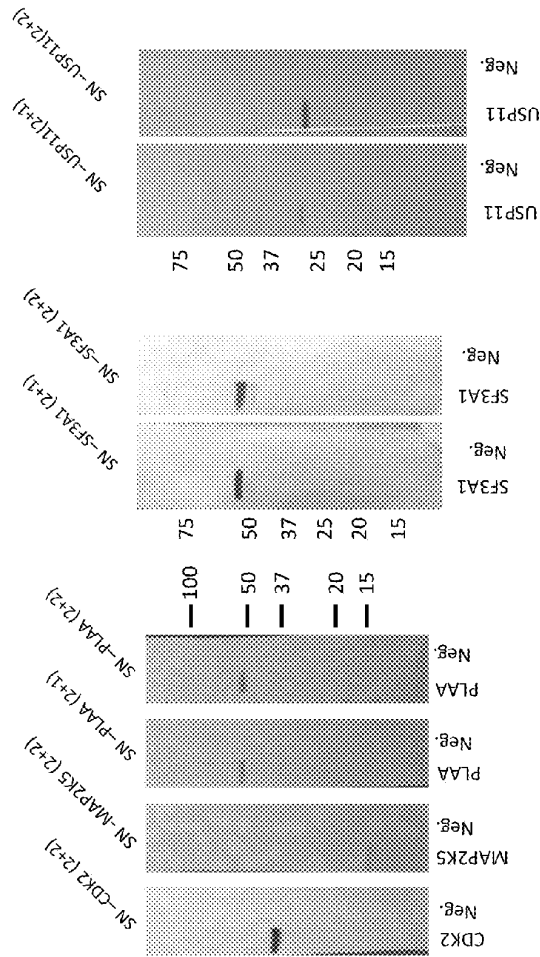 SN–USP11(2+2)
SN–USP11(2+1)
Neg.
USP11
Neg.
USP11
75
50
37
25
20
15
SN–SF3A1 (2+2)
SN–SF3A1 (2+1)
Neg.
SF3A1
Neg.
SF3A1
75
50
37
25
20
15
SN–PLAA (2+2)
SN–PLAA (2+1)
SN–MAP2K5 (2+2)
SN–CDK2 (2+2)
100
50
37
20
15
Neg.
PLAA
Neg.
PLAA
Neg.
MAP2K5
Neg.
CDK2